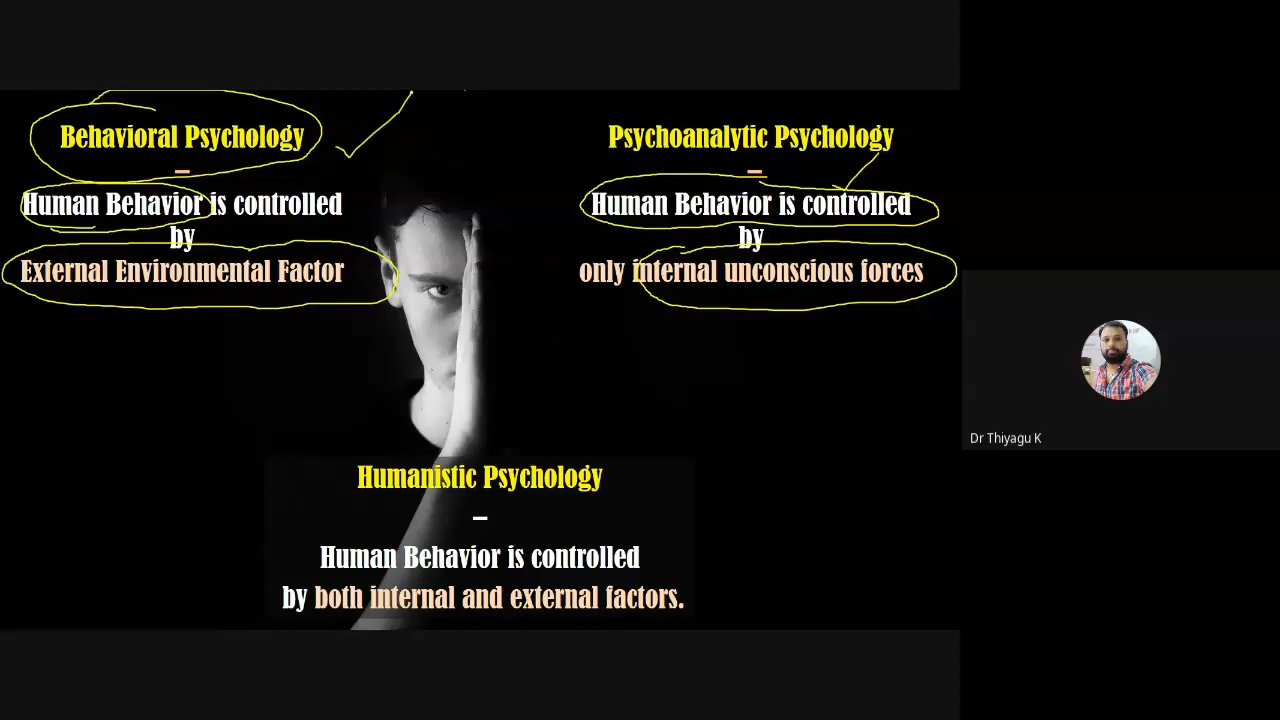 Behavioral Psychology
–
Human Behavior is controlled
by
External Environmental Factor
Psychoanalytic Psychology
–
Human Behavior is controlled
by
only internal unconscious forces
Humanistic Psychology
–
Human Behavior is controlled
by both internal and external factors.
Dr Thiyagu K